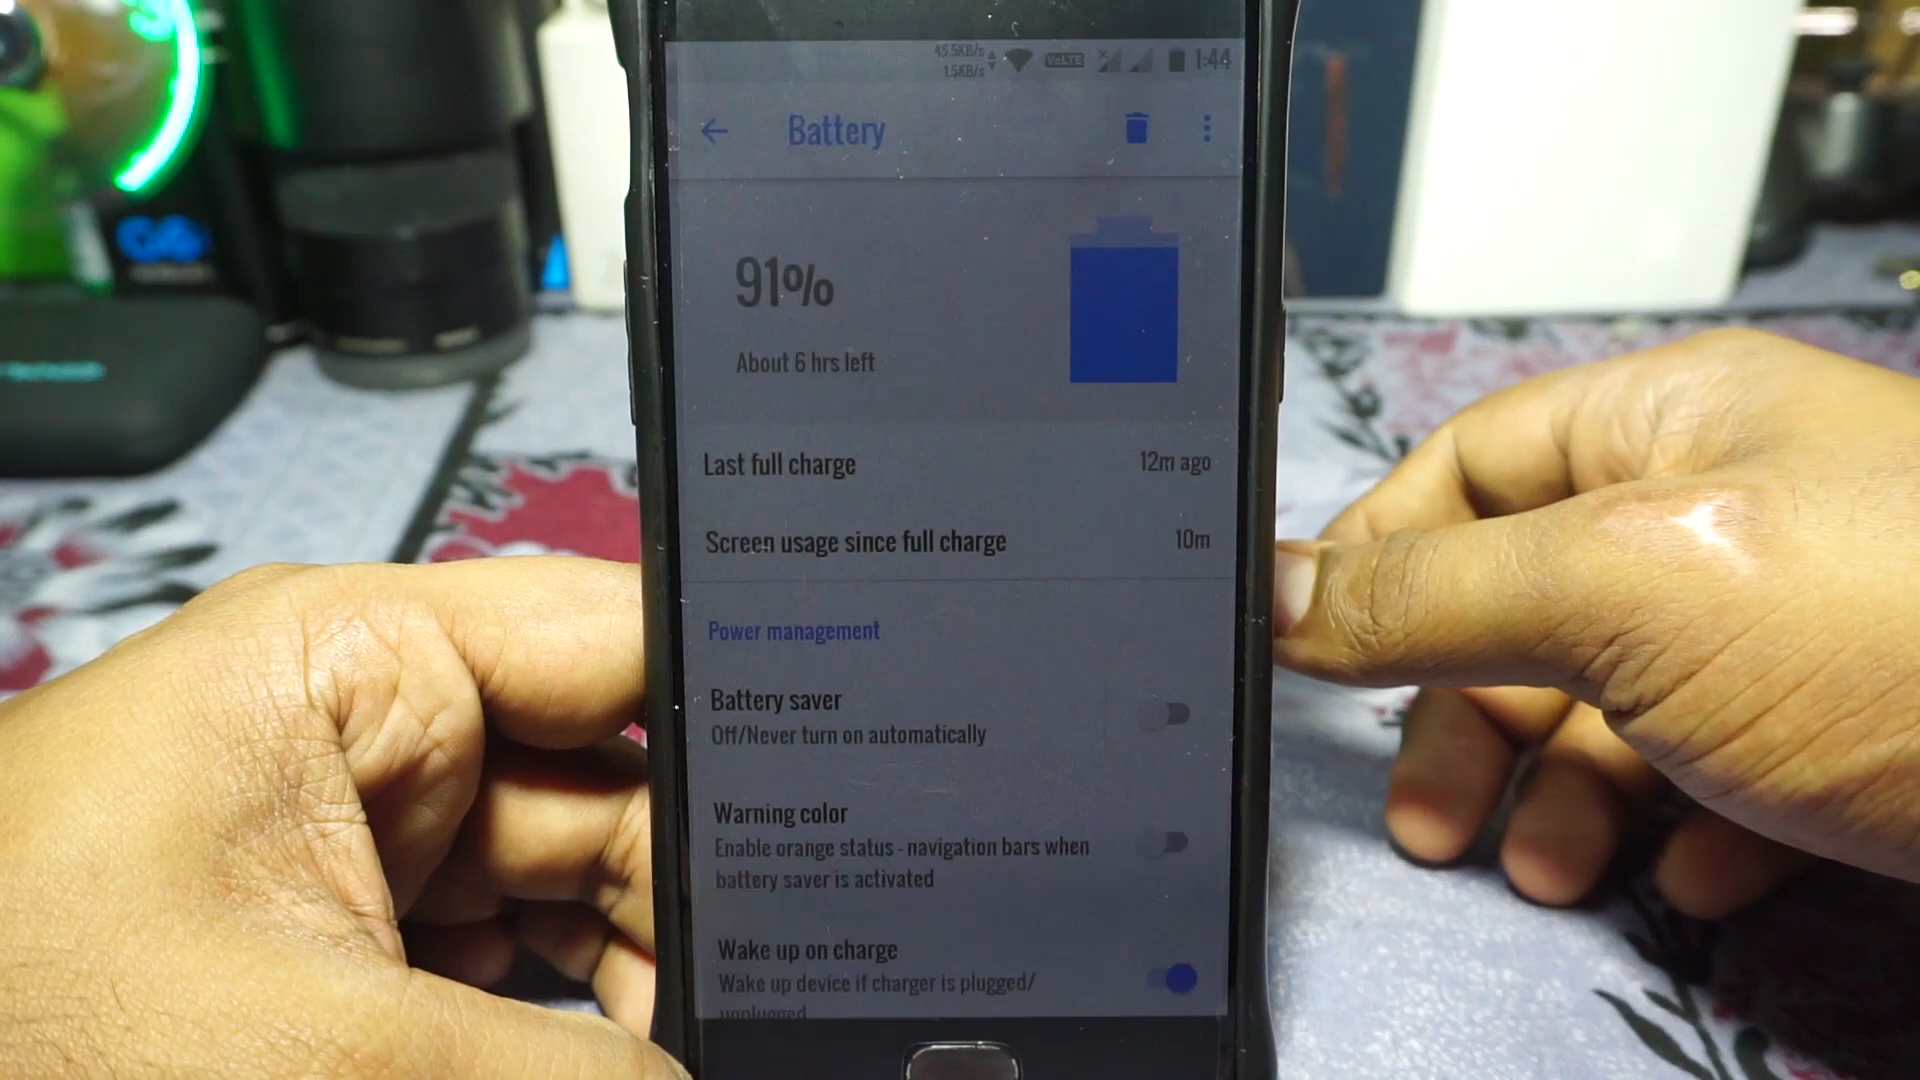 45.5KB/s
1.5KB/s
VoLTE
1:44
Battery
91%
About 6 hrs left
Last full charge
12m ago
Screen usage since full charge
10m
Power management
Battery saver
Off/Never turn on automatically
Warning color
Enable orange status - navigation bars when
battery saver is activated
Wake up on charge
Wake up device if charger is plugged/
unplugged